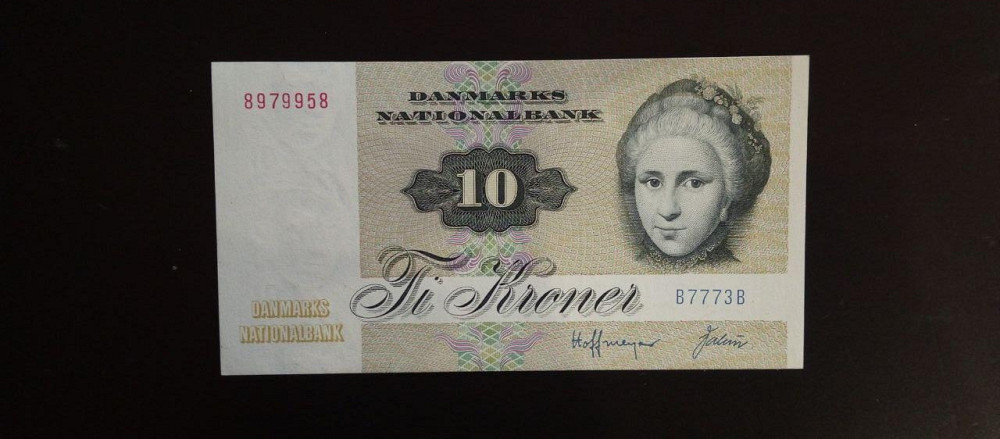 8979958
DANMARKS
NATIONALBANK
10
Ti Kroner
B7773B
DANMARKS
NATIONALBANK
Hoffmeyer